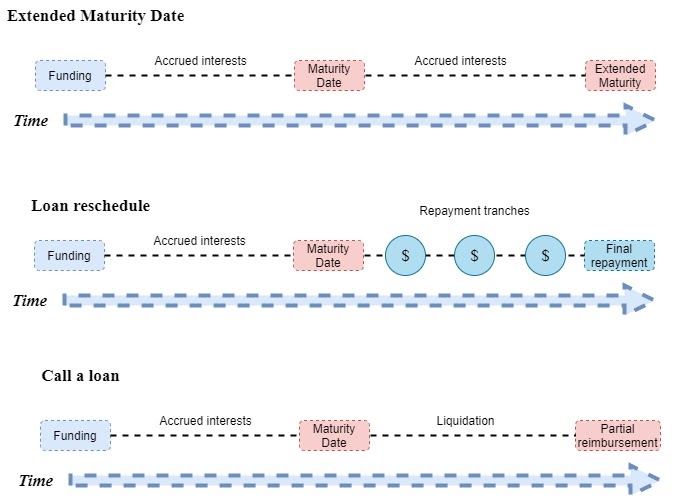 Extended Maturity Date
Accrued interests
Accrued interests
Funding
Maturity
Date
Extended
Maturity
Time
Loan reschedule
Repayment tranches
Accrued interests
Funding
Maturity
Date
$
$
$
Final
repayment
Time
Call a loan
Accrued interests
Liquidation
Funding
Maturity
Date
Partial
reimbursement
Time